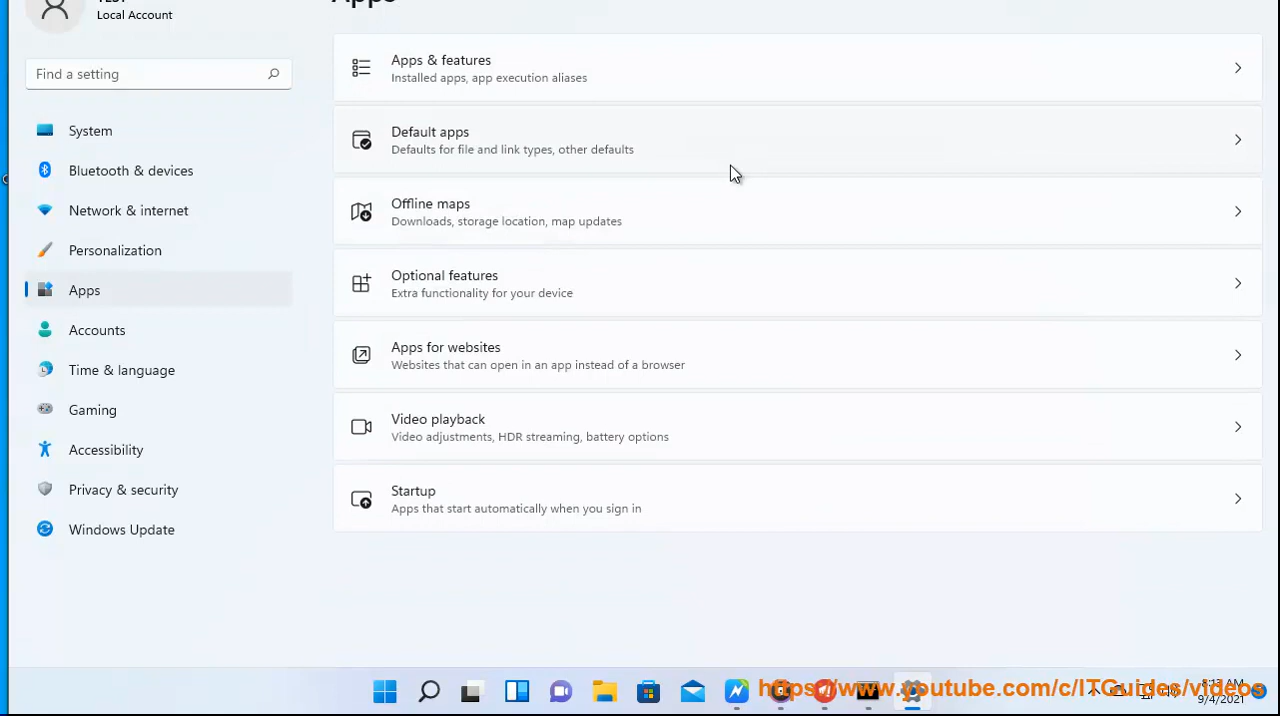 Local Account
Apps
Find a setting
System
Bluetooth & devices
Network & internet
Personalization
Apps
Accounts
Time & language
Gaming
Accessibility
Privacy & security
Windows Update
Apps & features
Installed apps, app execution aliases
Default apps
Defaults for file and link types, other defaults
Offline maps
Downloads, storage location, map updates
Optional features
Extra functionality for your device
Apps for websites
Websites that can open in an app instead of a browser
Video playback
Video adjustments, HDR streaming, battery options
Startup
Apps that start automatically when you sign in
https://www.youtube.com/c/ITGuides/videos
9/4/2021